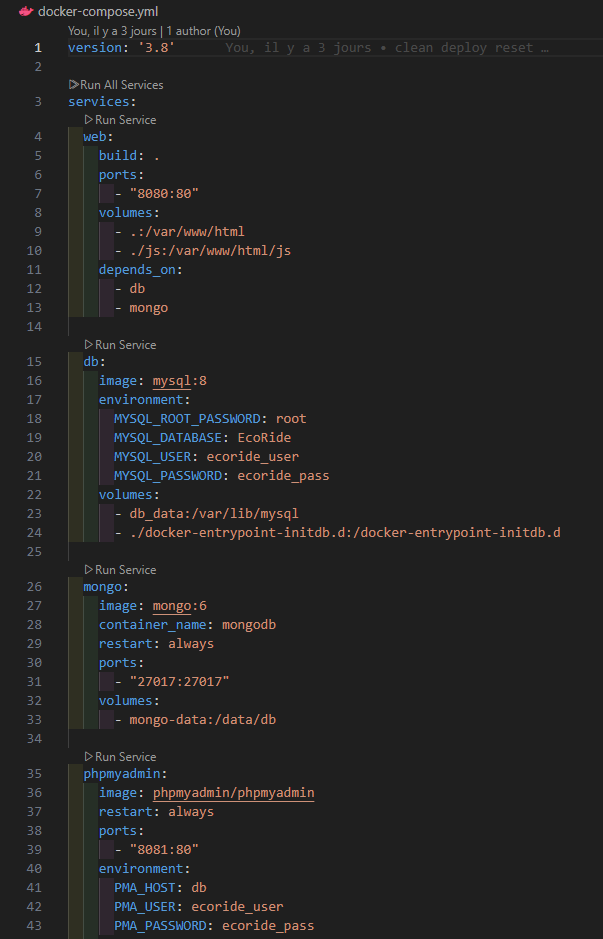 docker-compose.yml
You, il y a 3 jours | 1 author (You)
1 version: '3.8' You, il y a 3 jours • clean deploy reset …
2
Run All Services
3 services:
Run Service
4   web:
5     build: .
6     ports:
7       - "8080:80"
8     volumes:
9       - .:/var/www/html
10       - ./js:/var/www/html/js
11     depends_on:
12       - db
13       - mongo
14
Run Service
15   db:
16     image: mysql:8
17     environment:
18       MYSQL_ROOT_PASSWORD: root
19       MYSQL_DATABASE: EcoRide
20       MYSQL_USER: ecoride_user
21       MYSQL_PASSWORD: ecoride_pass
22     volumes:
23       - db_data:/var/lib/mysql
24       - ./docker-entrypoint-initdb.d:/docker-entrypoint-initdb.d
25
Run Service
26   mongo:
27     image: mongo:6
28     container_name: mongodb
29     restart: always
30     ports:
31       - "27017:27017"
32     volumes:
33       - mongo-data:/data/db
34
Run Service
35   phpmyadmin:
36     image: phpmyadmin/phpmyadmin
37     restart: always
38     ports:
39       - "8081:80"
40     environment:
41       PMA_HOST: db
42       PMA_USER: ecoride_user
43       PMA_PASSWORD: ecoride_pass